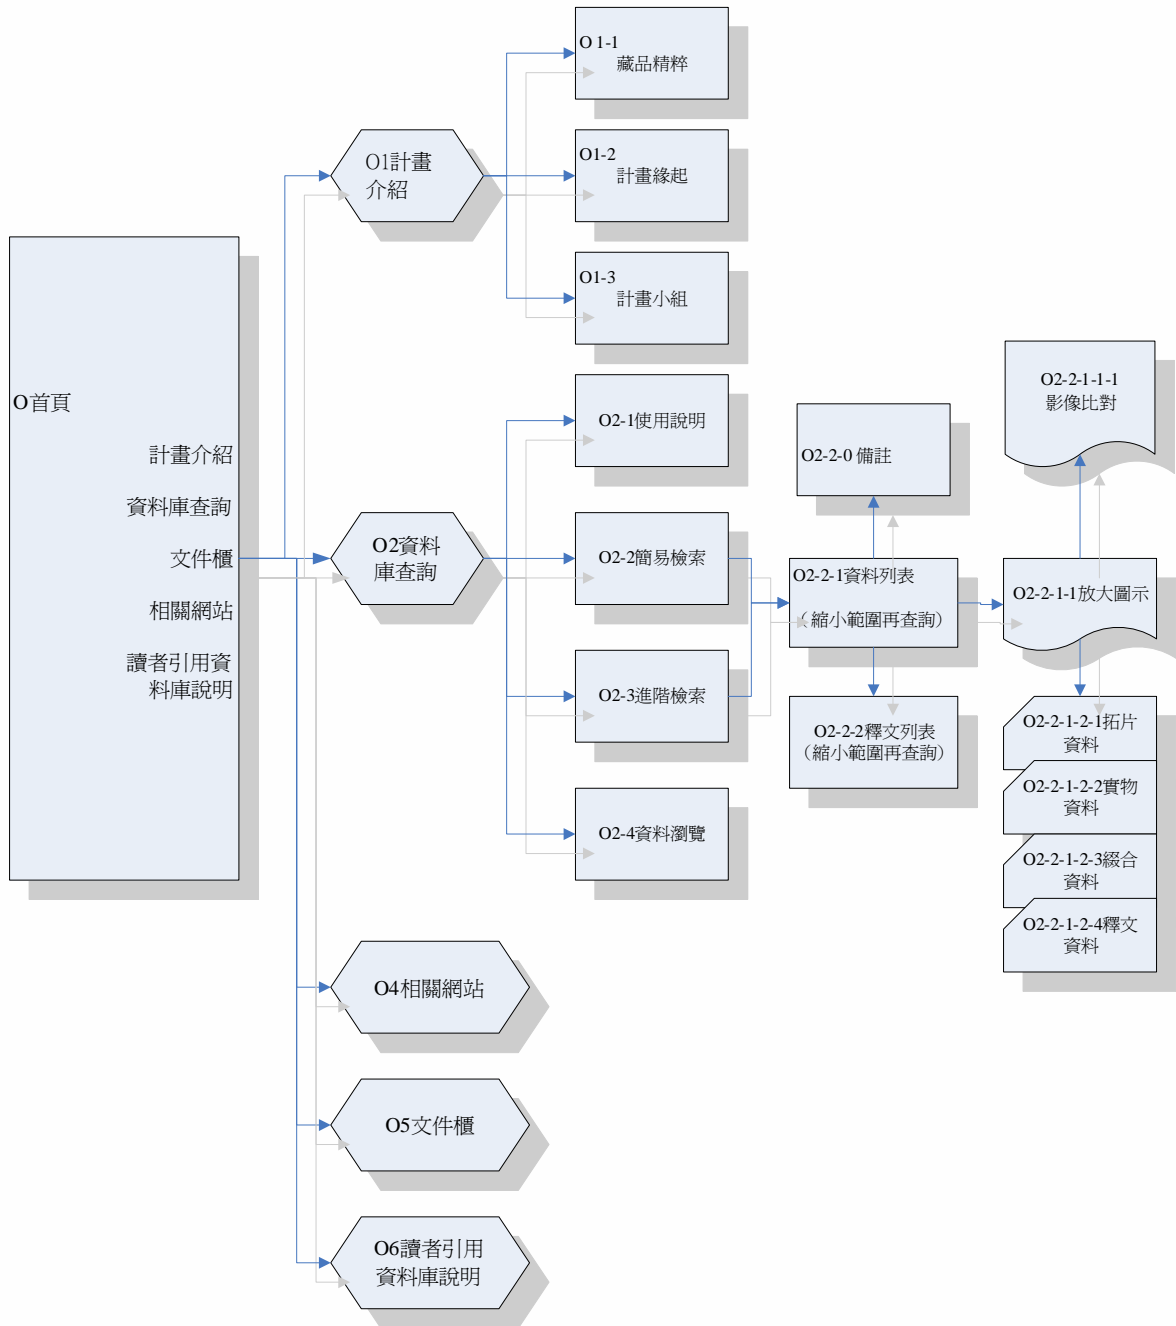 O首頁
計畫介紹
資料庫查詢
文件櫃
相關網站
讀者引用資
料庫說明
O1計畫
介紹
O 1-1
藏品精粹
O1-2
計畫緣起
O1-3
計畫小組
O2資料
庫查詢
O2-1使用說明
O2-2簡易檢索
O2-3進階檢索
O2-4資料瀏覽
O2-2-0 備註
O2-2-1資料列表
（縮小範圍再查詢）
O2-2-2釋文列表
（縮小範圍再查詢）
O2-2-1-1-1
影像比對
O2-2-1-1放大圖示
O2-2-1-2-1拓片
資料
O2-2-1-2-2實物
資料
O2-2-1-2-3綴合
資料
O2-2-1-2-4釋文
資料
O4相關網站
O5文件櫃
O6讀者引用
資料庫說明